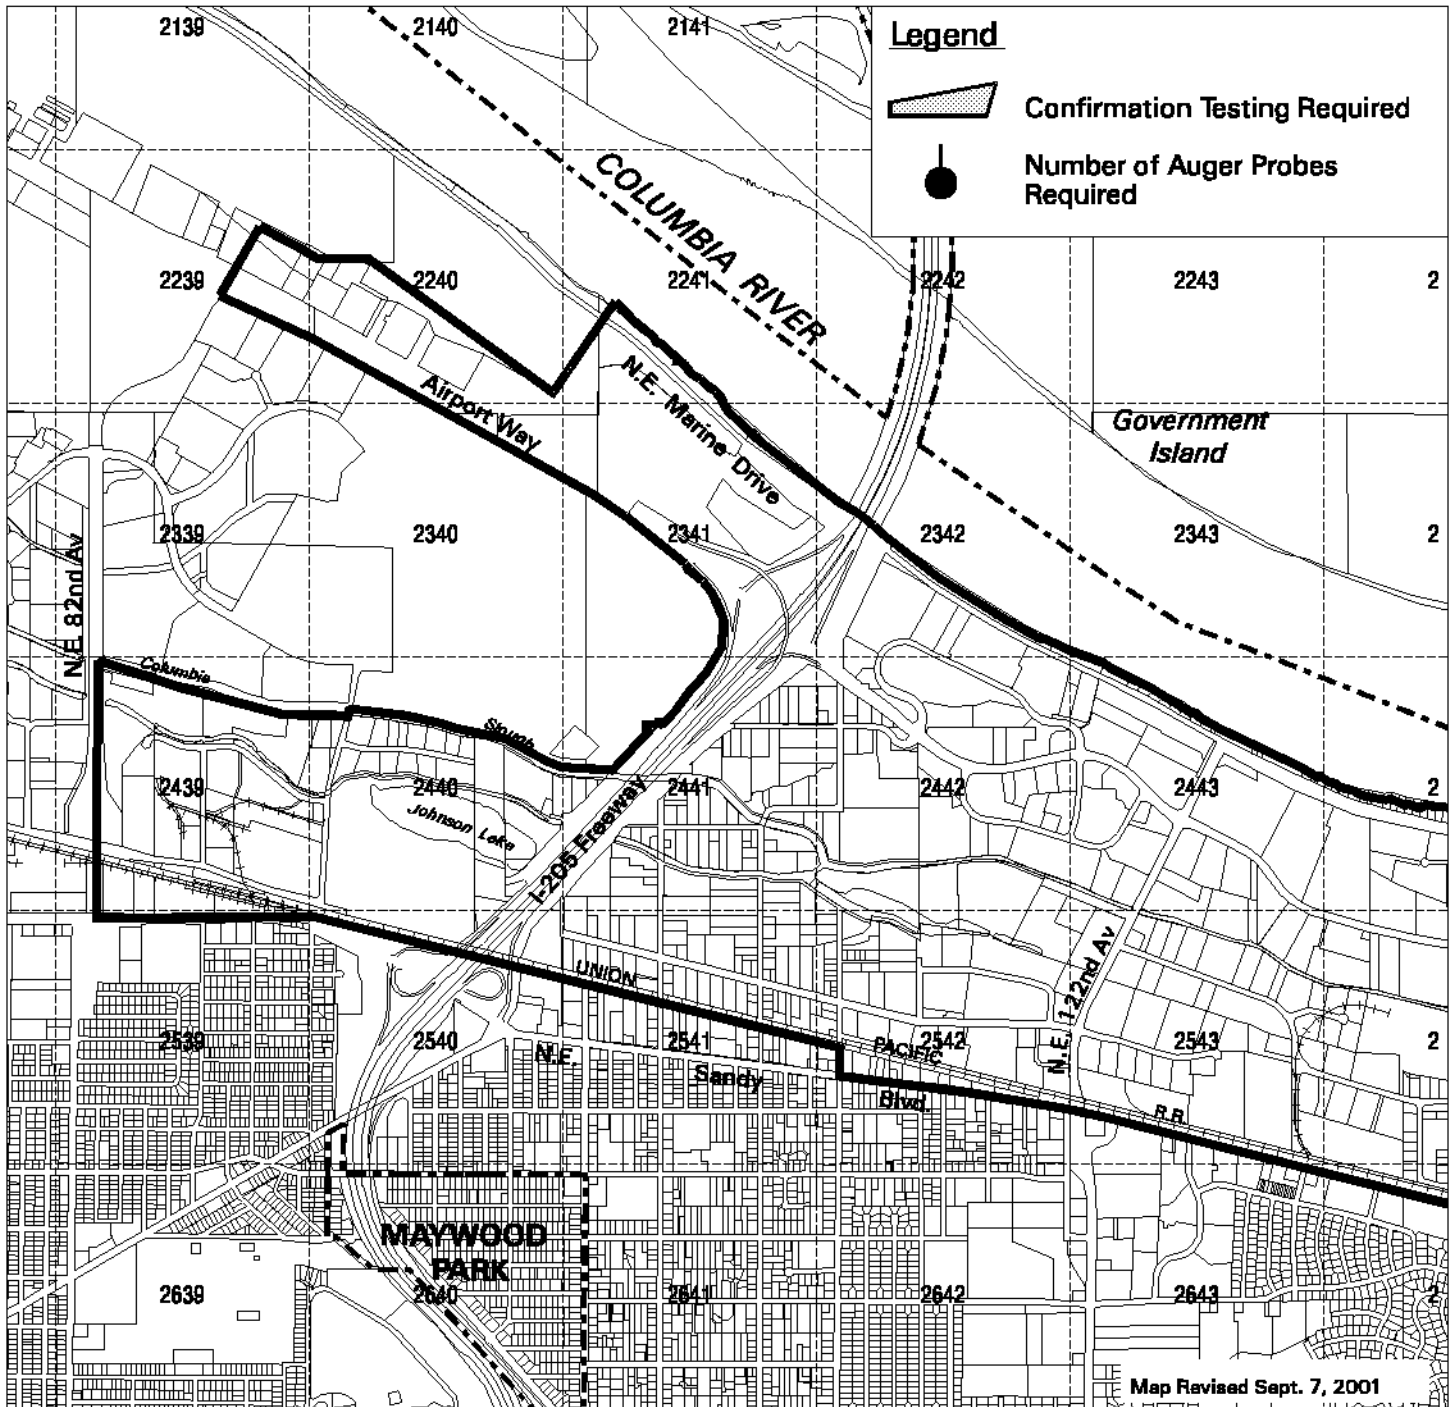 2139
2140
2141
Legend
Confirmation Testing Required
Number of Auger Probes
Required
COLUMBIA RIVER
2239
2240
2241
2242
2243
2
N.E. Marine Drive
Airport Way
Government
Island
2339
2340
2341
2342
2343
2
N.E. 82nd Av
Columbia
Slough
2439
2440
2441
2442
2443
2
Johnson Lake
I-205 Freeway
N.E. 122nd Av
UNION
PACIFIC
R.R.
2539
2540
2541
2542
2543
2
N.E.
Sandy
Blvd.
MAYWOOD
PARK
2639
2640
2641
2642
2643
2
Map Revised Sept. 7, 2001